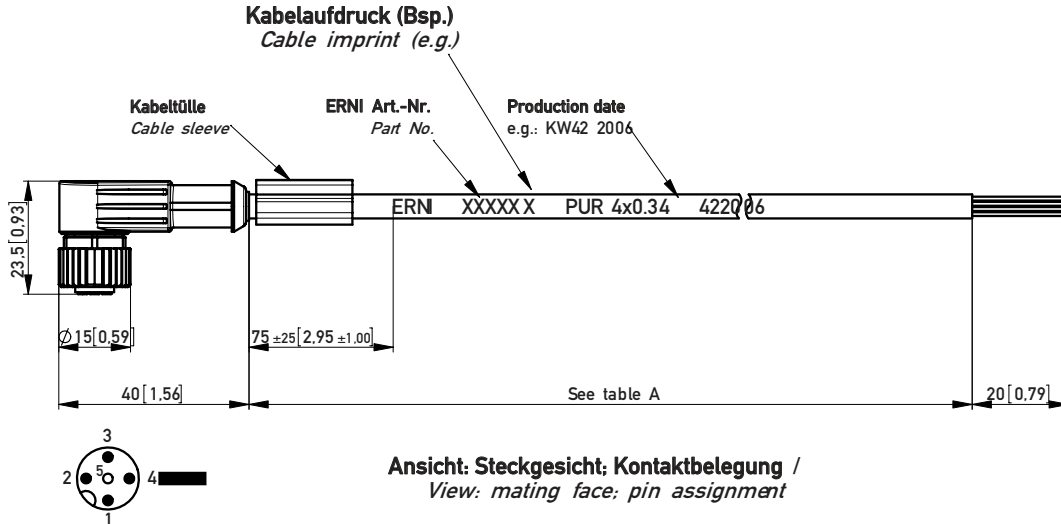 Kabelaufdruck (Bsp.)
Cable imprint (e.g.)
Kabeltülle
Cable sleeve
ERNI Art.-Nr.
Part No.
Production date
e.g.: KW42 2006
ERNI XXXXX X PUR 4x0.34 422006
23,5[0,93]
Ø15[0,59]
75 ±25[2,95 ±1,00]
40[1,56]
See table A
20[0,79]
3
2 5 4
1
Ansicht: Steckgesicht; Kontaktbelegung /
View: mating face; pin assignment